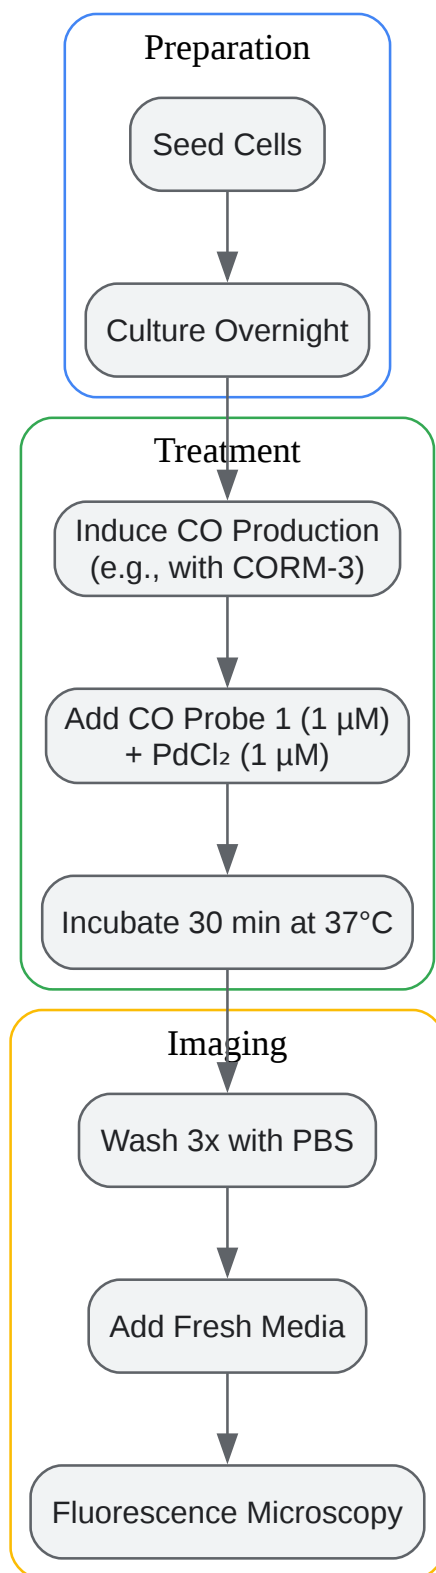 Preparation
Seed Cells
Culture Overnight
Treatment
Induce CO Production
(e.g., with CORM-3)
Add CO Probe 1 (1 µM)
+ PdCl₂ (1 µM)
Incubate 30 min at 37°C
Imaging
Wash 3x with PBS
Add Fresh Media
Fluorescence Microscopy